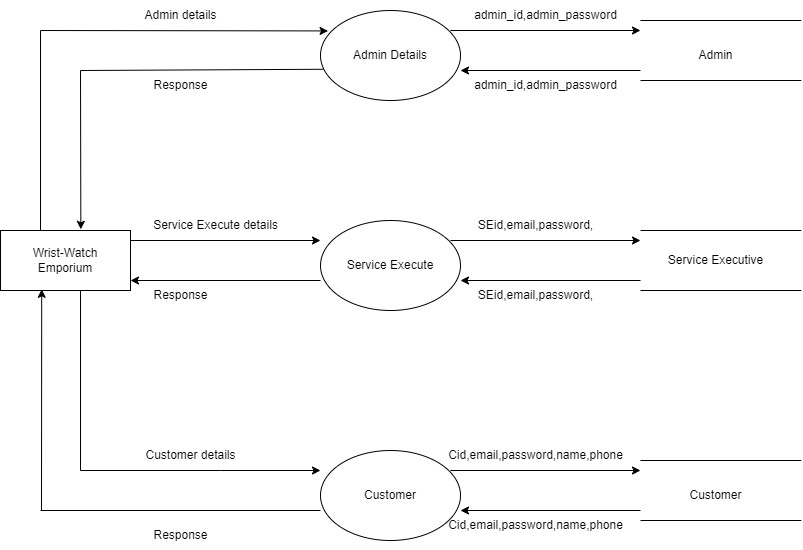 Admin details
admin_id,admin_password
Admin Details
Admin
Response
admin_id,admin_password
Service Execute details
SEid,email,password,
Wrist-Watch
Emporium
Service Execute
Service Executive
Response
SEid,email,password,
Customer details
Cid,email,password,name,phone
Customer
Customer
Response
Cid,email,password,name,phone